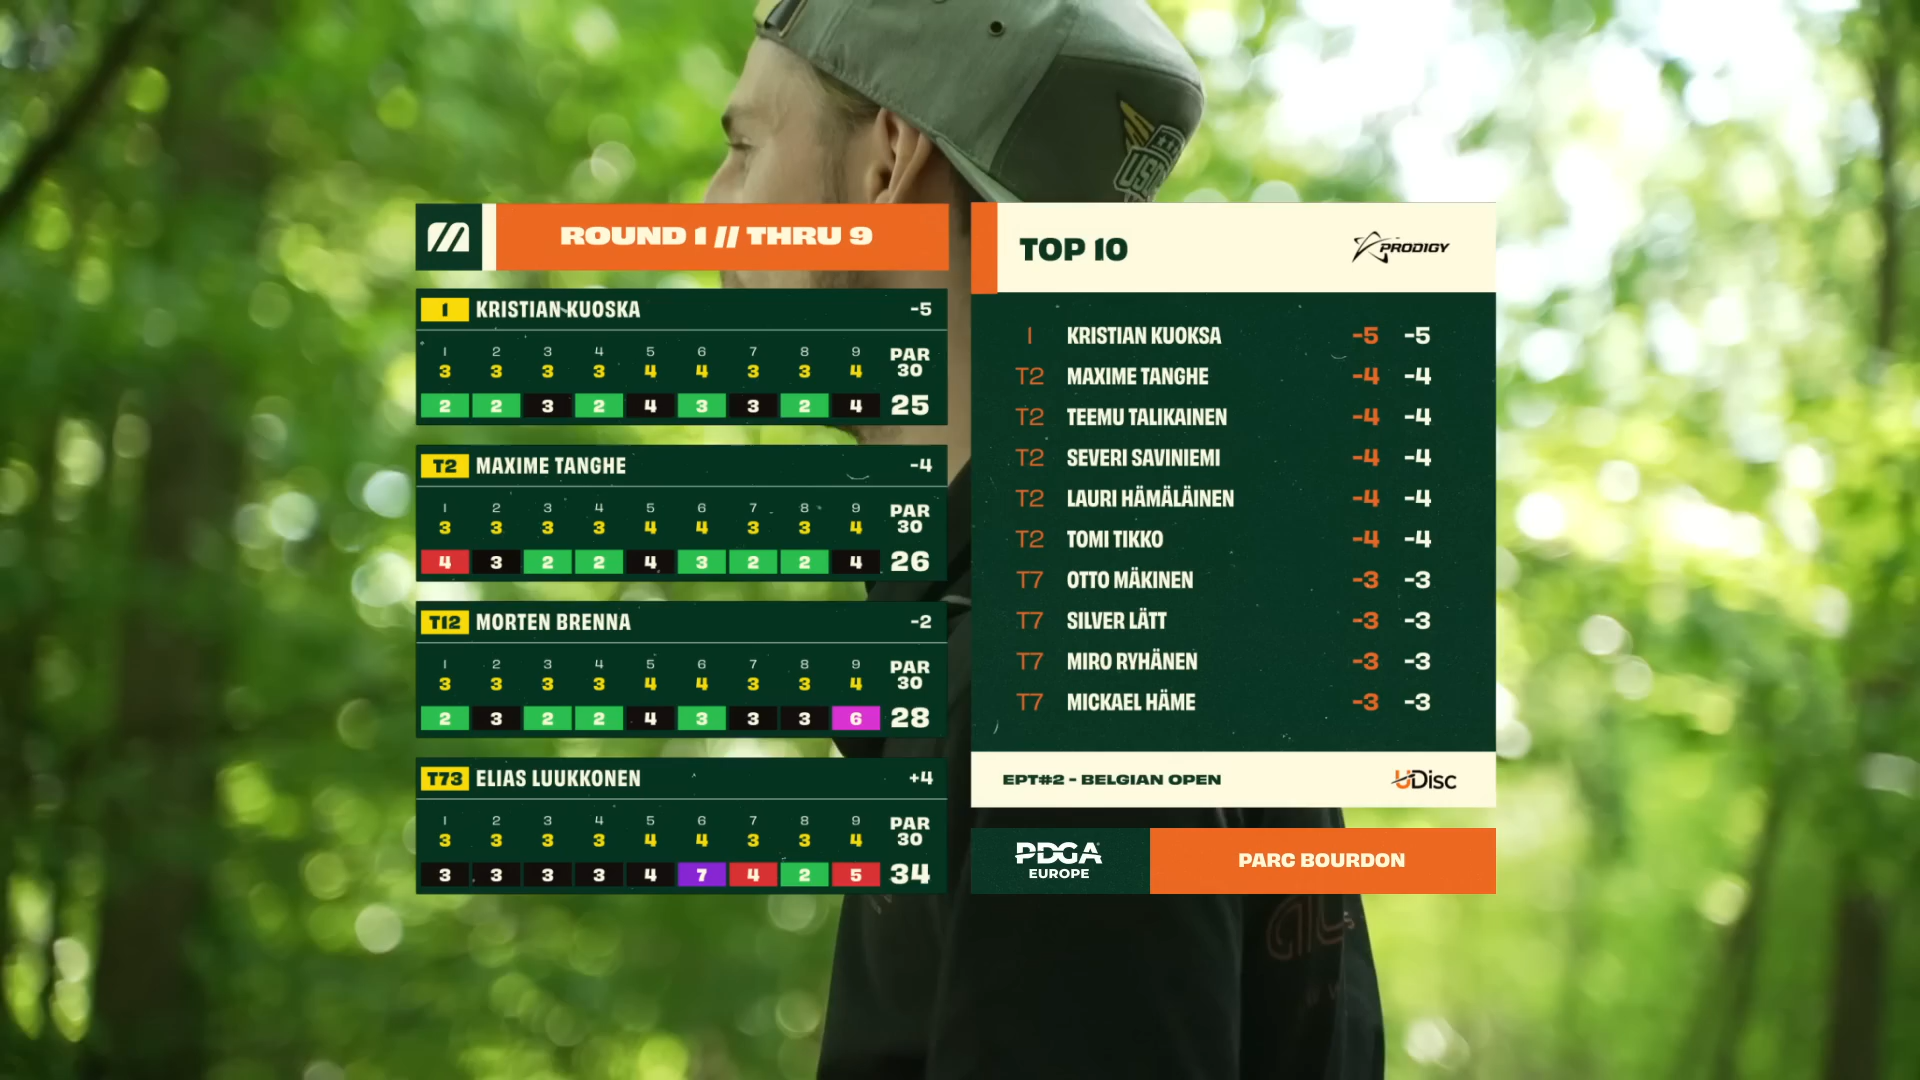 ROUND 1 // THRU 9
1 KRISTIAN KUOSKA -5
1 2 3 4 5 6 7 8 9 PAR
3 3 3 3 4 4 3 3 4 30
2 2 3 2 4 3 3 2 4 25
T2 MAXIME TANGHE -4
1 2 3 4 5 6 7 8 9 PAR
3 3 3 3 4 4 3 3 4 30
4 3 2 2 4 3 2 2 4 26
T12 MORTEN BRENNA -2
1 2 3 4 5 6 7 8 9 PAR
3 3 3 3 4 4 3 3 4 30
2 3 2 2 4 3 3 3 6 28
T73 ELIAS LUUKKONEN +4
1 2 3 4 5 6 7 8 9 PAR
3 3 3 3 4 4 3 3 4 30
3 3 3 3 4 7 4 2 5 34
TOP 10 PRODIGY
1 KRISTIAN KUOKSA -5 -5
T2 MAXIME TANGHE -4 -4
T2 TEEMU TALIKAINEN -4 -4
T2 SEVERI SAVINIEMI -4 -4
T2 LAURI HÄMÄLÄINEN -4 -4
T2 TOMI TIKKO -4 -4
T7 OTTO MÄKINEN -3 -3
T7 SILVER LÄTT -3 -3
T7 MIRO RYHÄNEN -3 -3
T7 MICKAEL HÄME -3 -3
EPT#2 - BELGIAN OPEN UDisc
PDGA
EUROPE
PARC BOURDON